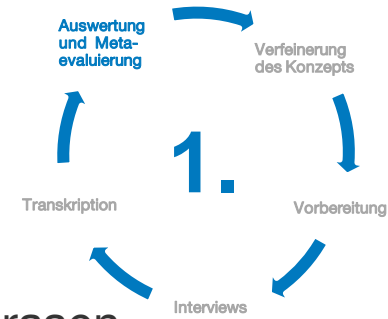 Auswertung
und Meta-
evaluierung
Verfeinerung
des Konzepts
1.
Transkription
Vorbereitung
Interviews